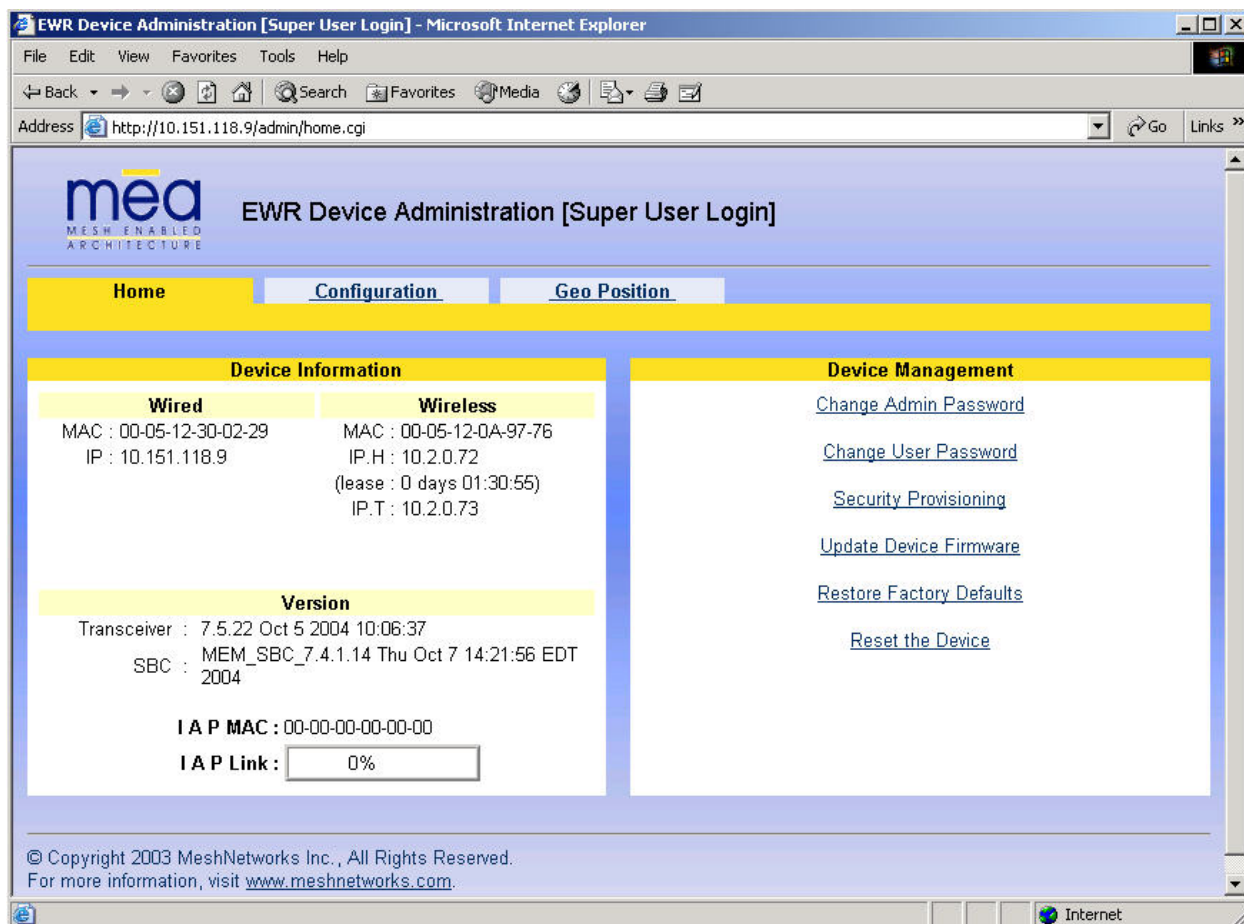 EWR Device Administration [Super User Login] - Microsoft Internet Explorer
File Edit View Favorites Tools Help
Back Search Favorites Media
Address http://10.151.118.9/admin/home.cgi Go Links »
mea
MESH ENABLED
ARCHITECTURE
EWR Device Administration [Super User Login]
Home Configuration Geo Position
Device Information
Wired
MAC : 00-05-12-30-02-29
IP : 10.151.118.9
Wireless
MAC : 00-05-12-0A-97-76
IP.H : 10.2.0.72
(lease : 0 days 01:30:55)
IP.T : 10.2.0.73
Version
Transceiver : 7.5.22 Oct 5 2004 10:06:37
SBC : MEM_SBC_7.4.1.14 Thu Oct 7 14:21:56 EDT
2004
I A P MAC : 00-00-00-00-00-00
I A P Link : 0%
Device Management
Change Admin Password
Change User Password
Security Provisioning
Update Device Firmware
Restore Factory Defaults
Reset the Device
© Copyright 2003 MeshNetworks Inc., All Rights Reserved.
For more information, visit www.meshnetworks.com.
Internet